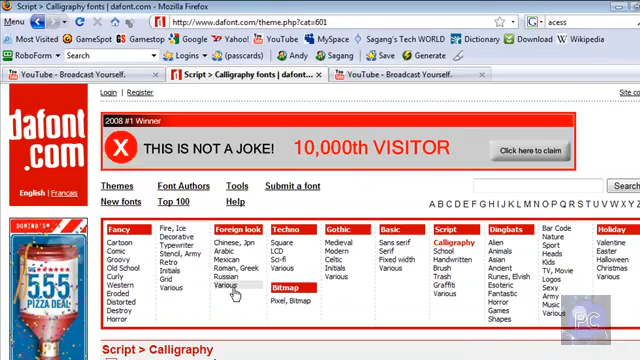 Script > Calligraphy fonts | dafont.com - Mozilla Firefox
Menu
http://www.dafont.com/theme.php?cat=601
acess
Most Visited GameSpot Gamestop Youtube MySpace Sagang's Tech WORLD Dictionary Download Wikipedia
RoboForm Search Logins (passcards) Andy SAGANG Save Generate
YouTube - Broadcast Yourself. Script > Calligraphy fonts | dafont... YouTube - Broadcast Yourself.
Login | Register
Site co
dafont
.com
English | Français
2008 #1 Winner
X THIS IS NOT A JOKE! 10,000th VISITOR Click here to claim
Themes Font Authors Tools Submit a font
New fonts Top 100 Help
Search
A B C D E F G H I J K L M N O P Q R S T U
DOMINO'S
555
PIZZA DEAL
Fancy
Cartoon
Comic
Groovy
Old School
Curly
Western
Eroded
Distorted
Destroy
Horror
Fire, Ice
Decorative
Typewriter
Stencil, Army
Retro
Initials
Grid
Various
Foreign look
Chinese, Jpn
Arabic
Mexican
Roman, Greek
Russian
Various
Techno
Square
LCD
Sci-fi
Various
Bitmap
Pixel, Bitmap
Gothic
Medieval
Modern
Celtic
Initials
Various
Basic
Sans serif
Serif
Fixed width
Various
Script
Calligraphy
School
Handwritten
Brush
Trash
Graffiti
Various
Dingbats
Alien
Animals
Asian
Ancient
Runes, Elvish
Esoteric
Fantastic
Horror
Games
Shapes
Bar Code
Nature
Sport
Heads
Kids
TV, Movie
Logos
Sexy
Army
Music
Various
Holiday
Valentine
Easter
Halloween
Christmas
Various
PC
Script > Calligraphy